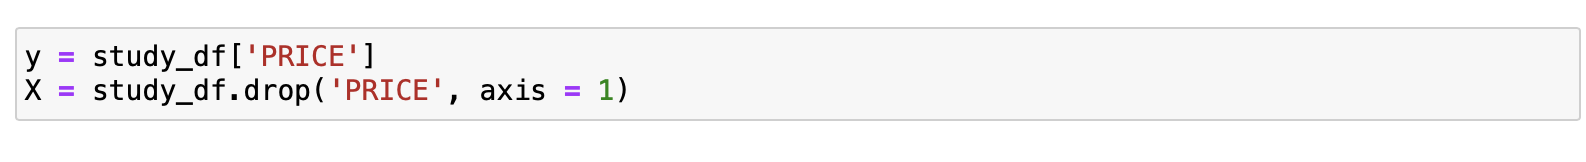 y = study_df['PRICE']
X = study_df.drop('PRICE', axis = 1)